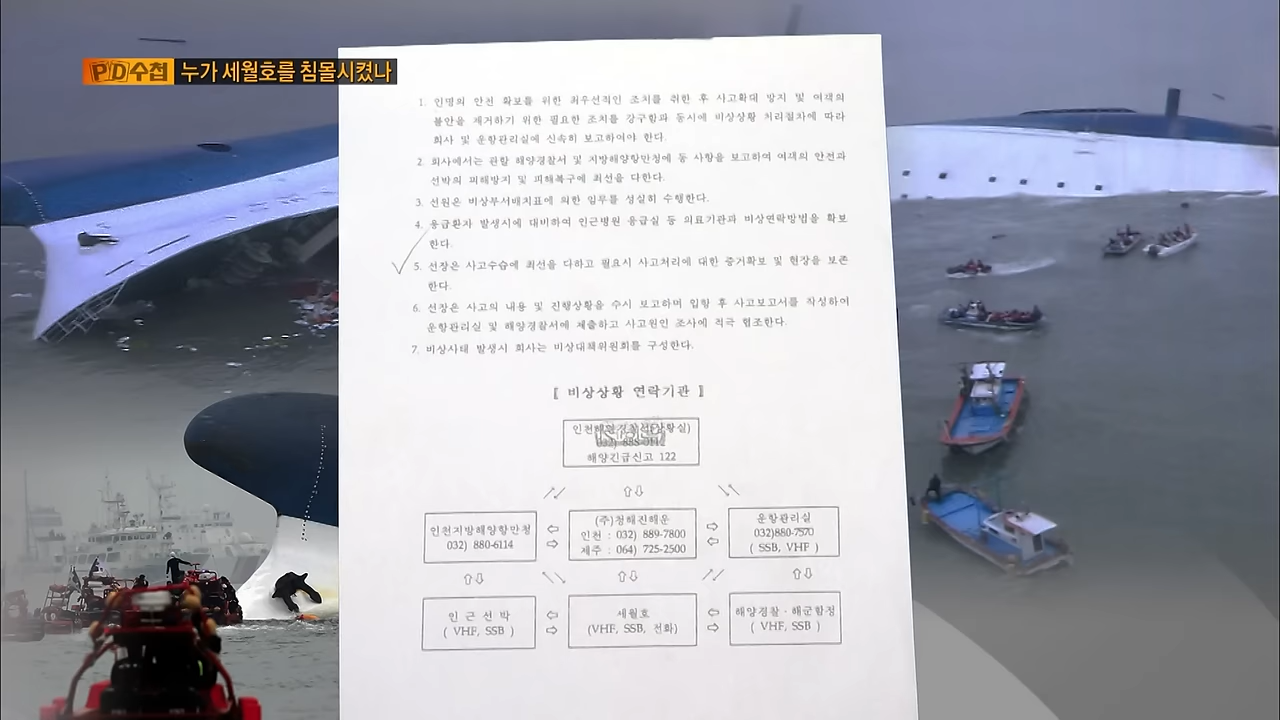 PD수첩 누가 세월호를 침몰시켰나
1. 인명의 안전 확보를 위한 최우선적인 조치를 취한 후 사고확대 방지 및 여객의
불안을 제거하기 위한 필요한 조치를 강구함과 동시에 비상상황 처리절차에 따라
회사 및 운항관리실에 신속히 보고하여야 한다.
2. 회사에서는 관할 해양경찰서 및 지방해양항만청에 동 사항을 보고하여 여객의 안전과
선박의 피해방지 및 피해복구에 최선을 다한다.
3. 선원은 비상부서배치표에 의한 임무를 성실히 수행한다.
4. 응급환자 발생시에 대비하여 인근병원 응급실 등 의료기관과 비상연락방법을 확보
한다.
5. 선장은 사고수습에 최선을 다하고 필요시 사고처리에 대한 증거확보 및 현장을 보존
한다.
6. 선장은 사고의 내용 및 진행상황을 수시 보고하며 입항 후 사고보고서를 작성하여
운항관리실 및 해양경찰서에 제출하고 사고원인 조사에 적극 협조한다.
7. 비상사태 발생시 회사는 비상대책위원회를 구성한다.
〖 비상상황 연락기관 〗
해양긴급신고 122
인천지방해양항만청 (주)청해진해운 운항관리실
032) 880-6114 인천 : 032) 889-7800 032)880-7570
제주 : 064) 725-2500 ( SSB, VHF )
인 근 선 박 세월호 해양경찰·해군함정
( VHF, SSB ) (VHF, SSB, 전화) ( VHF, SSB )